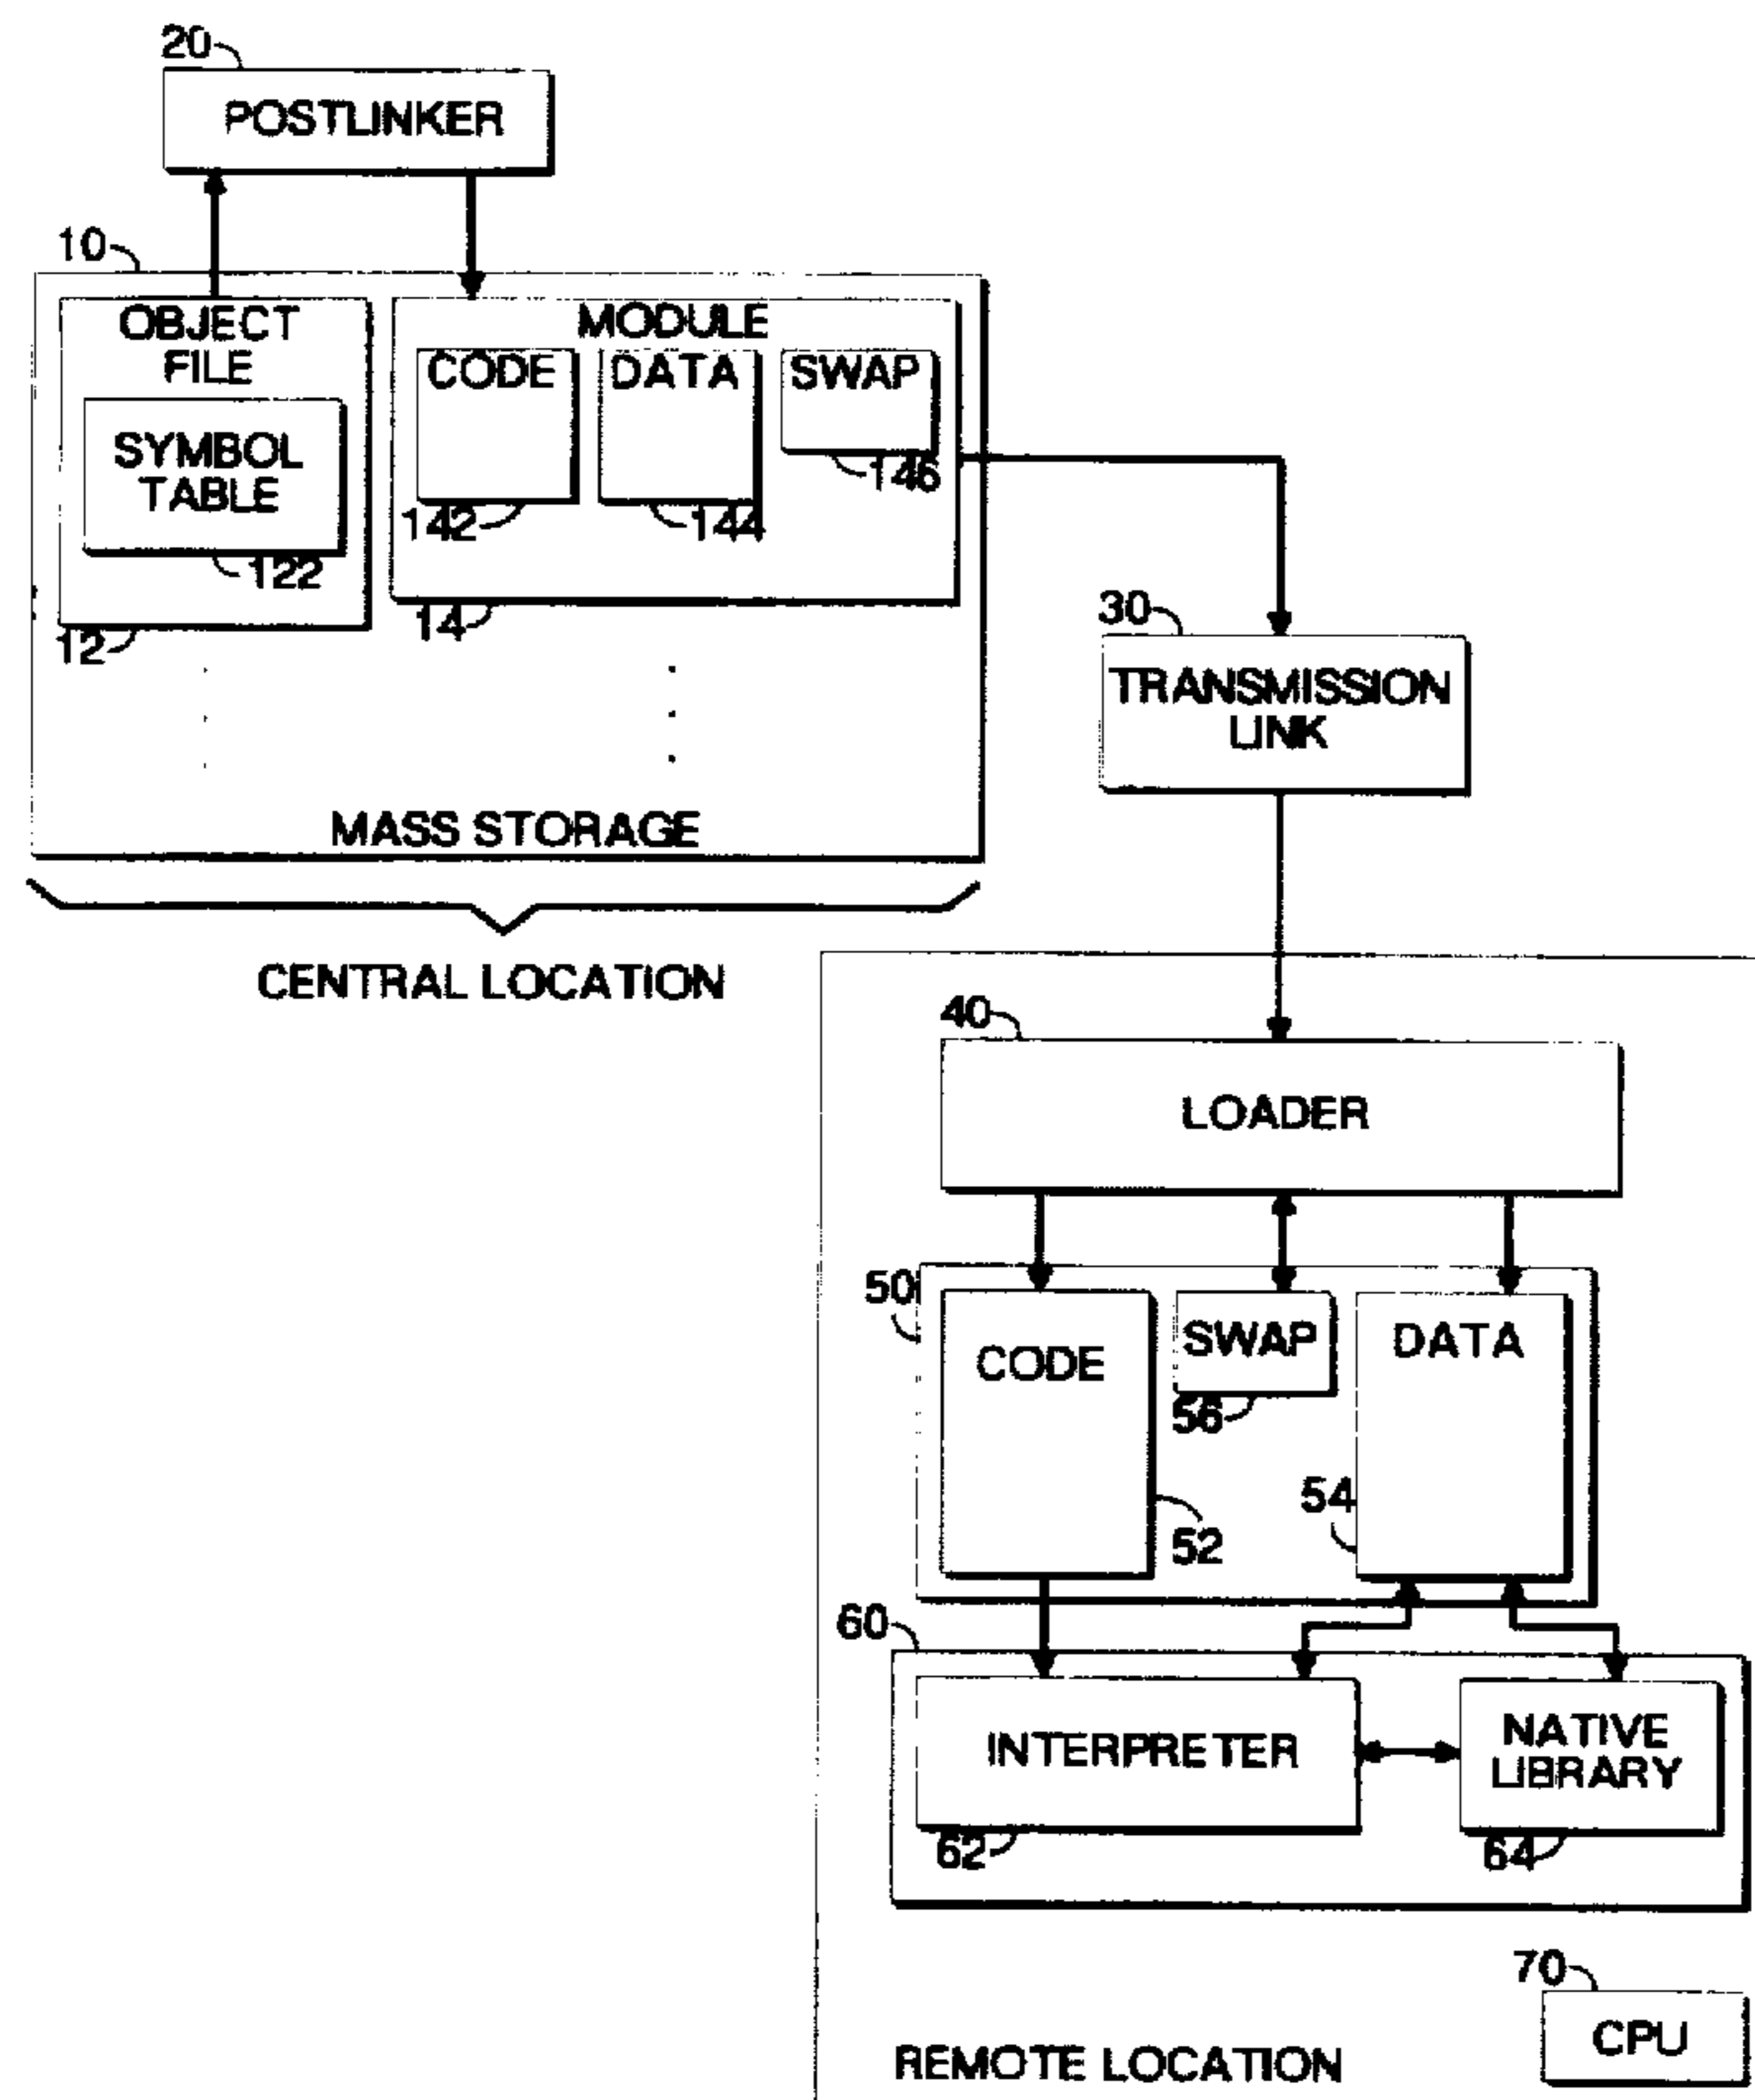 20
POSTLINKER
10
OBJECT
FILE
SYMBOL
TABLE
122
12
MODULE
CODE
142
DATA
144
SWAP
146
14
MASS STORAGE
CENTRAL LOCATION
30
TRANSMISSION
LINK
40
LOADER
50
CODE
52
SWAP
56
DATA
54
60
INTERPRETER
62
NATIVE
LIBRARY
64
70
CPU
REMOTE LOCATION